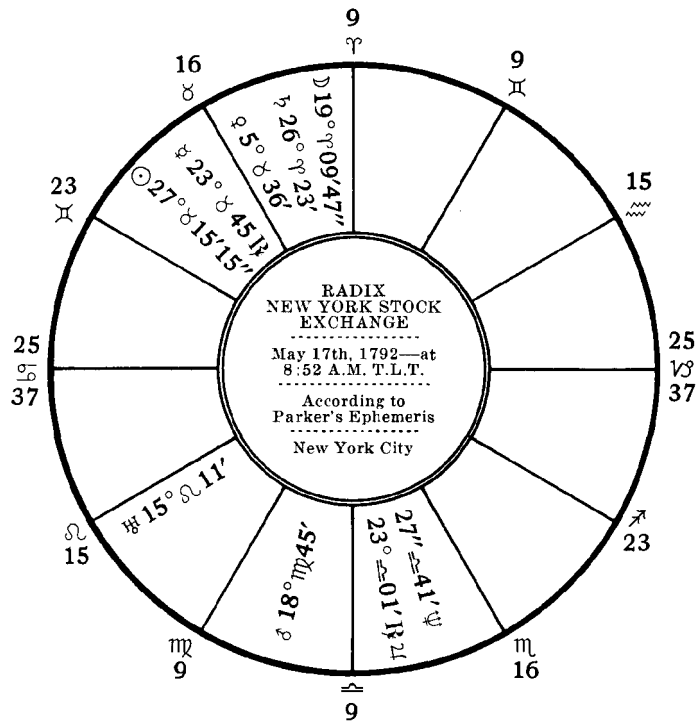 9
♈
9
♊
15
♒
25
♑
37
♐
23
♏
16
♎
9
♍
9
♌
15
25
♋
37
23
♊
16
♉
☽19°♈09′47″
♄ 26° ♈ 23′
♀ 5° ♉ 36′
☿ 23° ♉ 45 ℞
☉27°♉15′15″
♅ 15° ♌ 11′
♂ 18°♍45′
23° ♎01′℞ ♃
27″ ♎41′ ♆
RADIX
NEW YORK STOCK
EXCHANGE
May 17th, 1792—at
8:52 A.M. T.L.T.
According to
Parker's Ephemeris
New York City